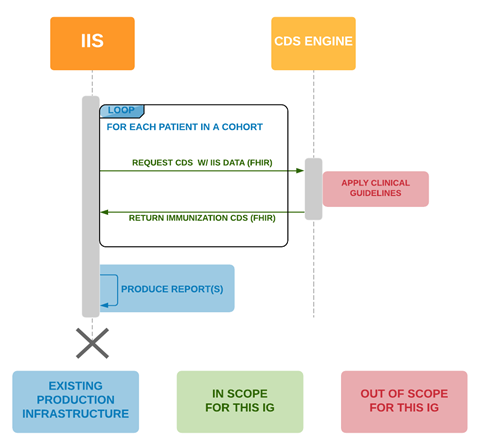 IIS
CDS ENGINE
LOOP
FOR EACH PATIENT IN A COHORT
REQUEST CDS W/ IIS DATA (FHIR)
APPLY CLINICAL
GUIDELINES
RETURN IMMUNIZATION CDS (FHIR)
PRODUCE REPORT(S)
EXISTING
PRODUCTION
INFRASTRUCTURE
IN SCOPE
FOR THIS IG
OUT OF SCOPE
FOR THIS IG